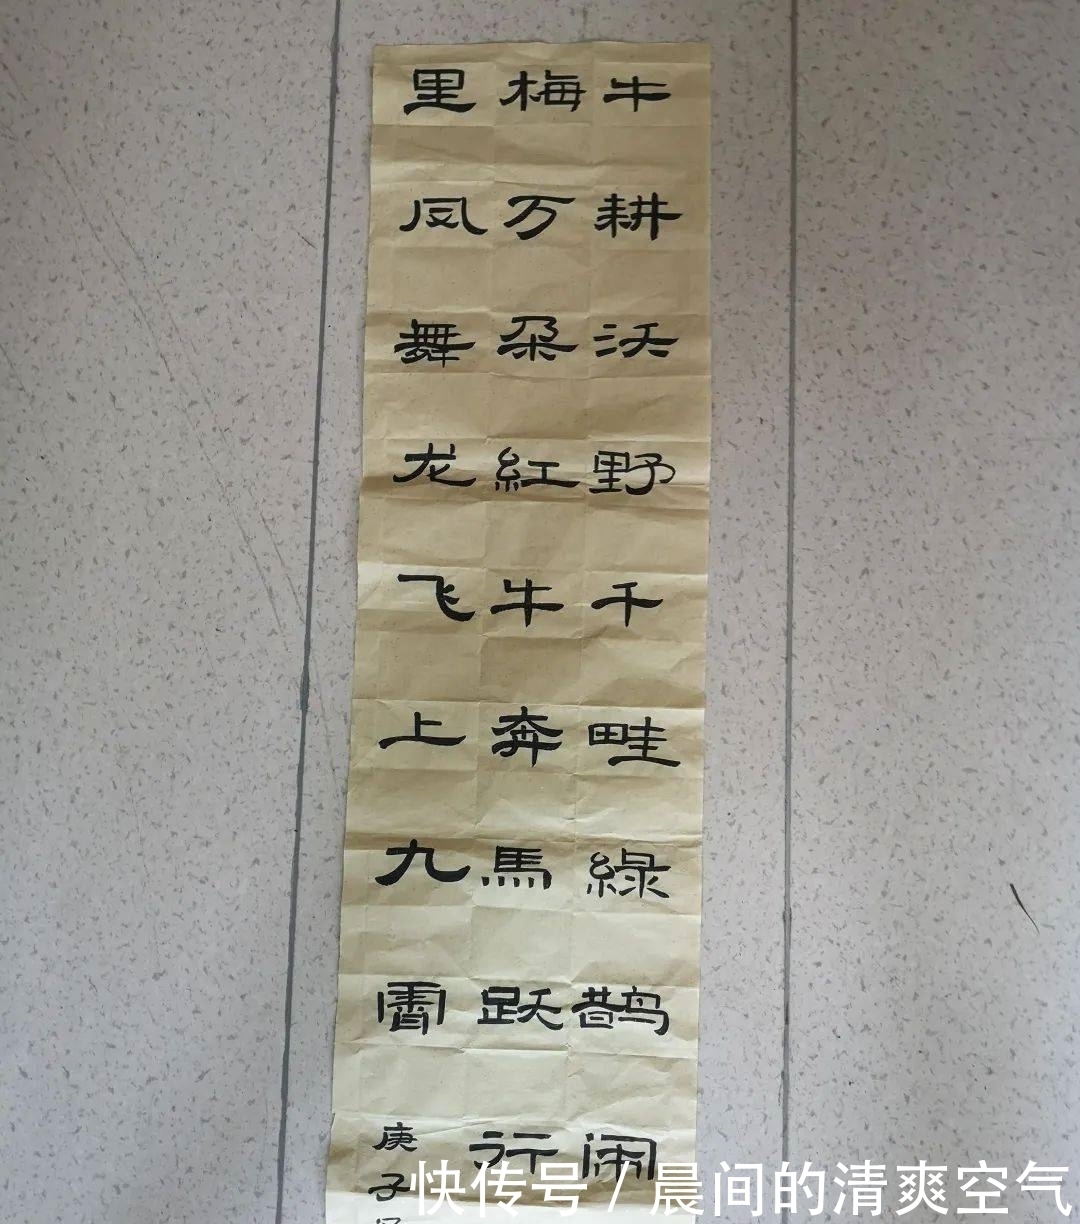 牛耕沃野千畦綠鹊闹
梅万朵紅牛奔馬跃行
里凤舞龙飞上九霄
庚子
快传号/晨间的清爽空气